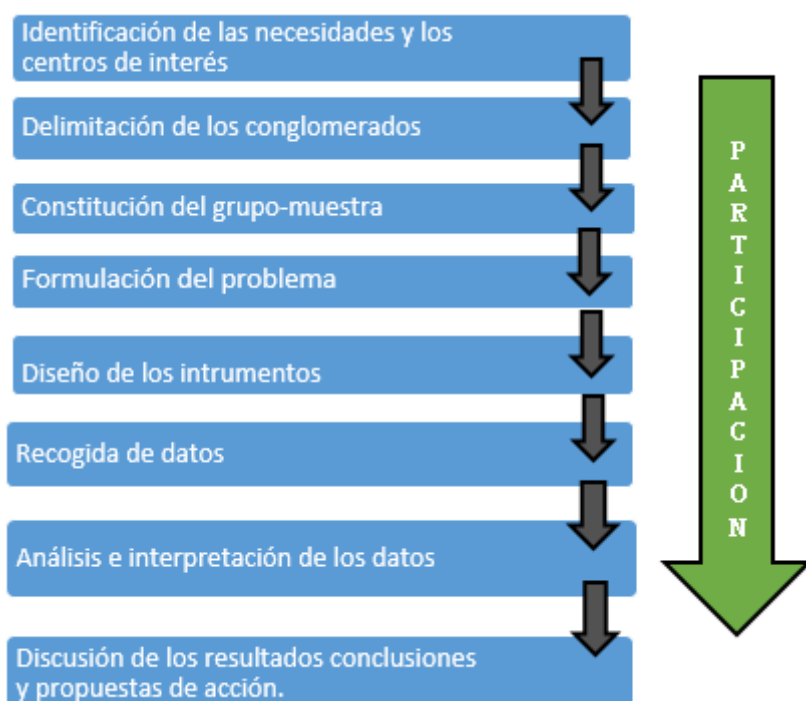 Identificación de las necesidades y los
centros de interés
Delimitación de los conglomerados
Constitución del grupo-muestra
Formulación del problema
Diseño de los intrumentos
Recogida de datos
Análisis e interpretación de los datos
Discusión de los resultados conclusiones
y propuestas de acción.
PARTICIPACION